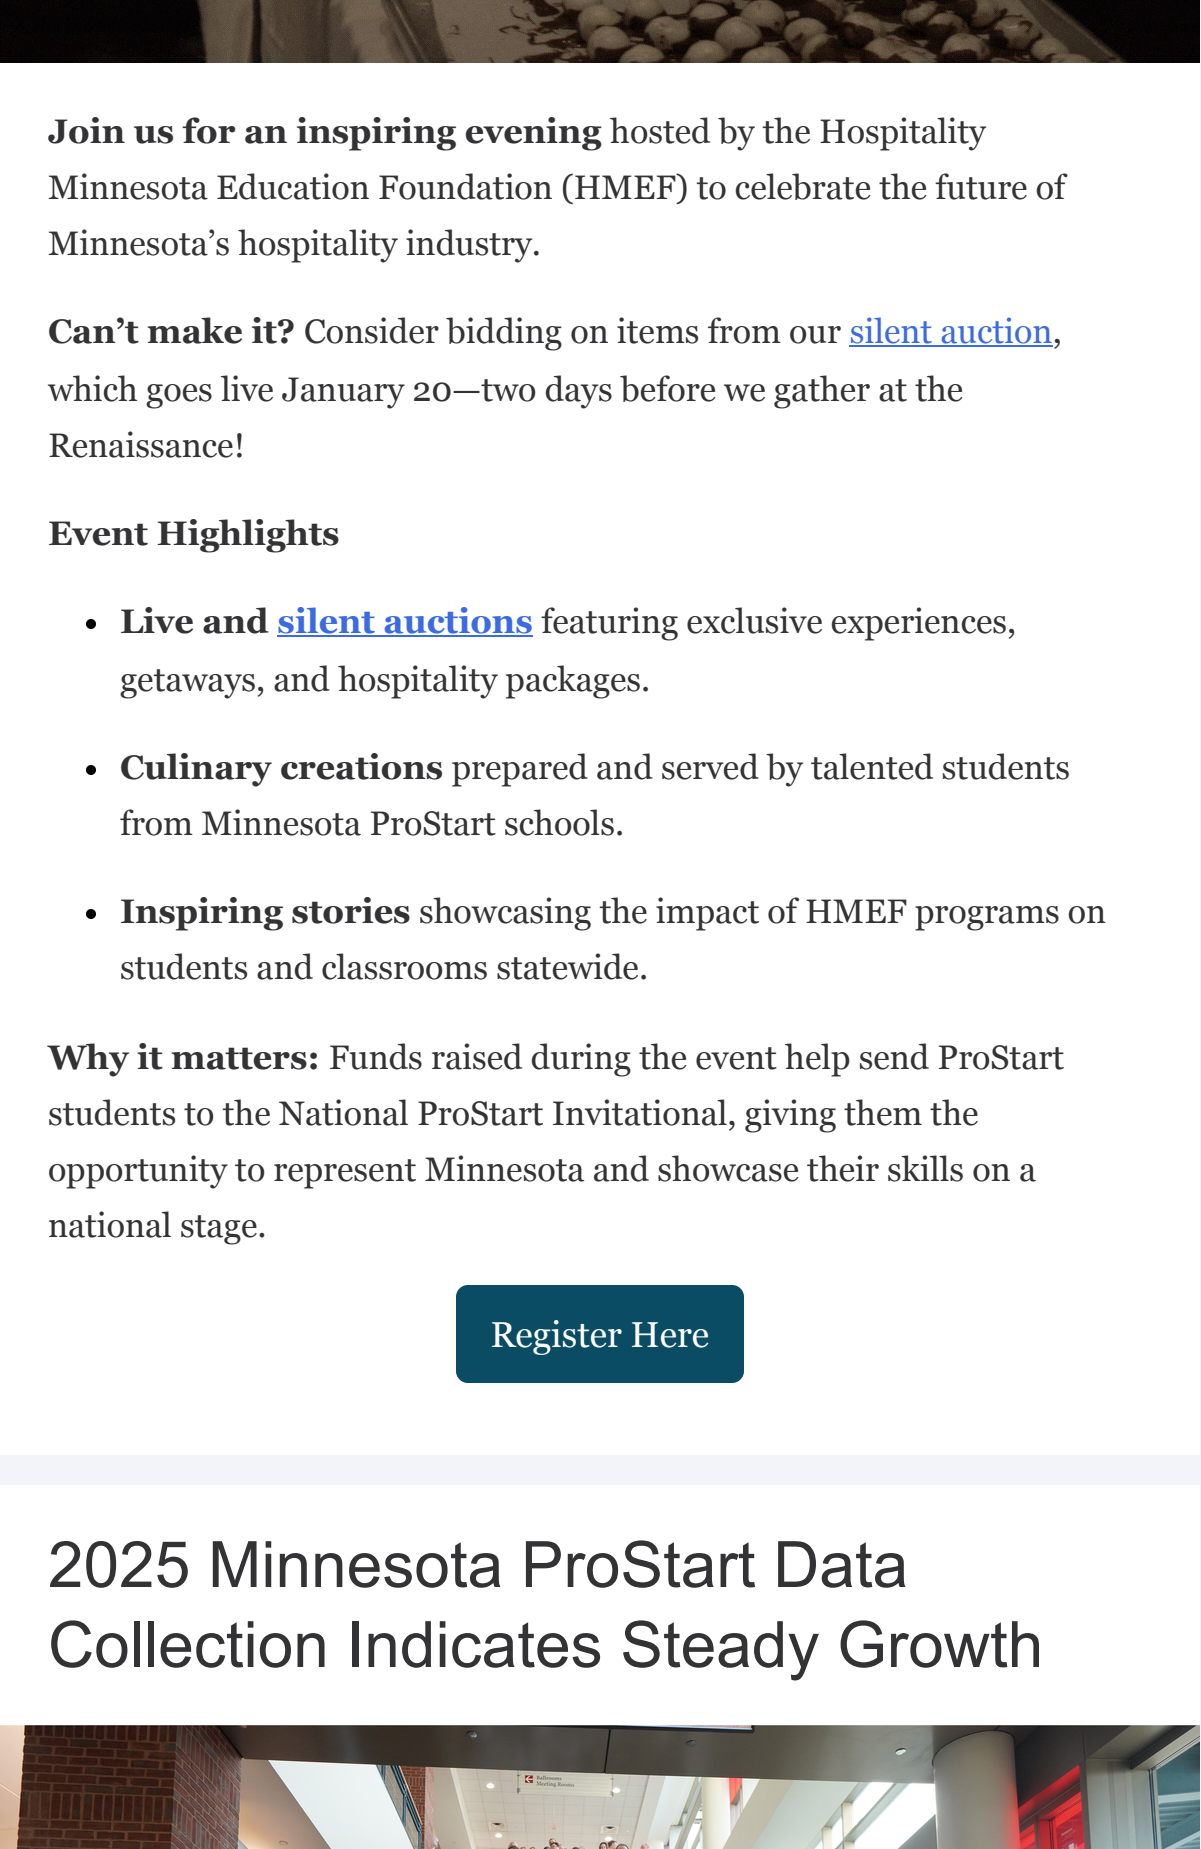 Join us for an inspiring evening hosted by the Hospitality
Minnesota Education Foundation (HMEF) to celebrate the future of
Minnesota’s hospitality industry.
Can’t make it? Consider bidding on items from our silent auction,
which goes live January 20—two days before we gather at the
Renaissance!
Event Highlights
• Live and silent auctions featuring exclusive experiences,
getaways, and hospitality packages.
• Culinary creations prepared and served by talented students
from Minnesota ProStart schools.
• Inspiring stories showcasing the impact of HMEF programs on
students and classrooms statewide.
Why it matters: Funds raised during the event help send ProStart
students to the National ProStart Invitational, giving them the
opportunity to represent Minnesota and showcase their skills on a
national stage.
Register Here
2025 Minnesota ProStart Data
Collection Indicates Steady Growth
Ballrooms
Meeting Rooms